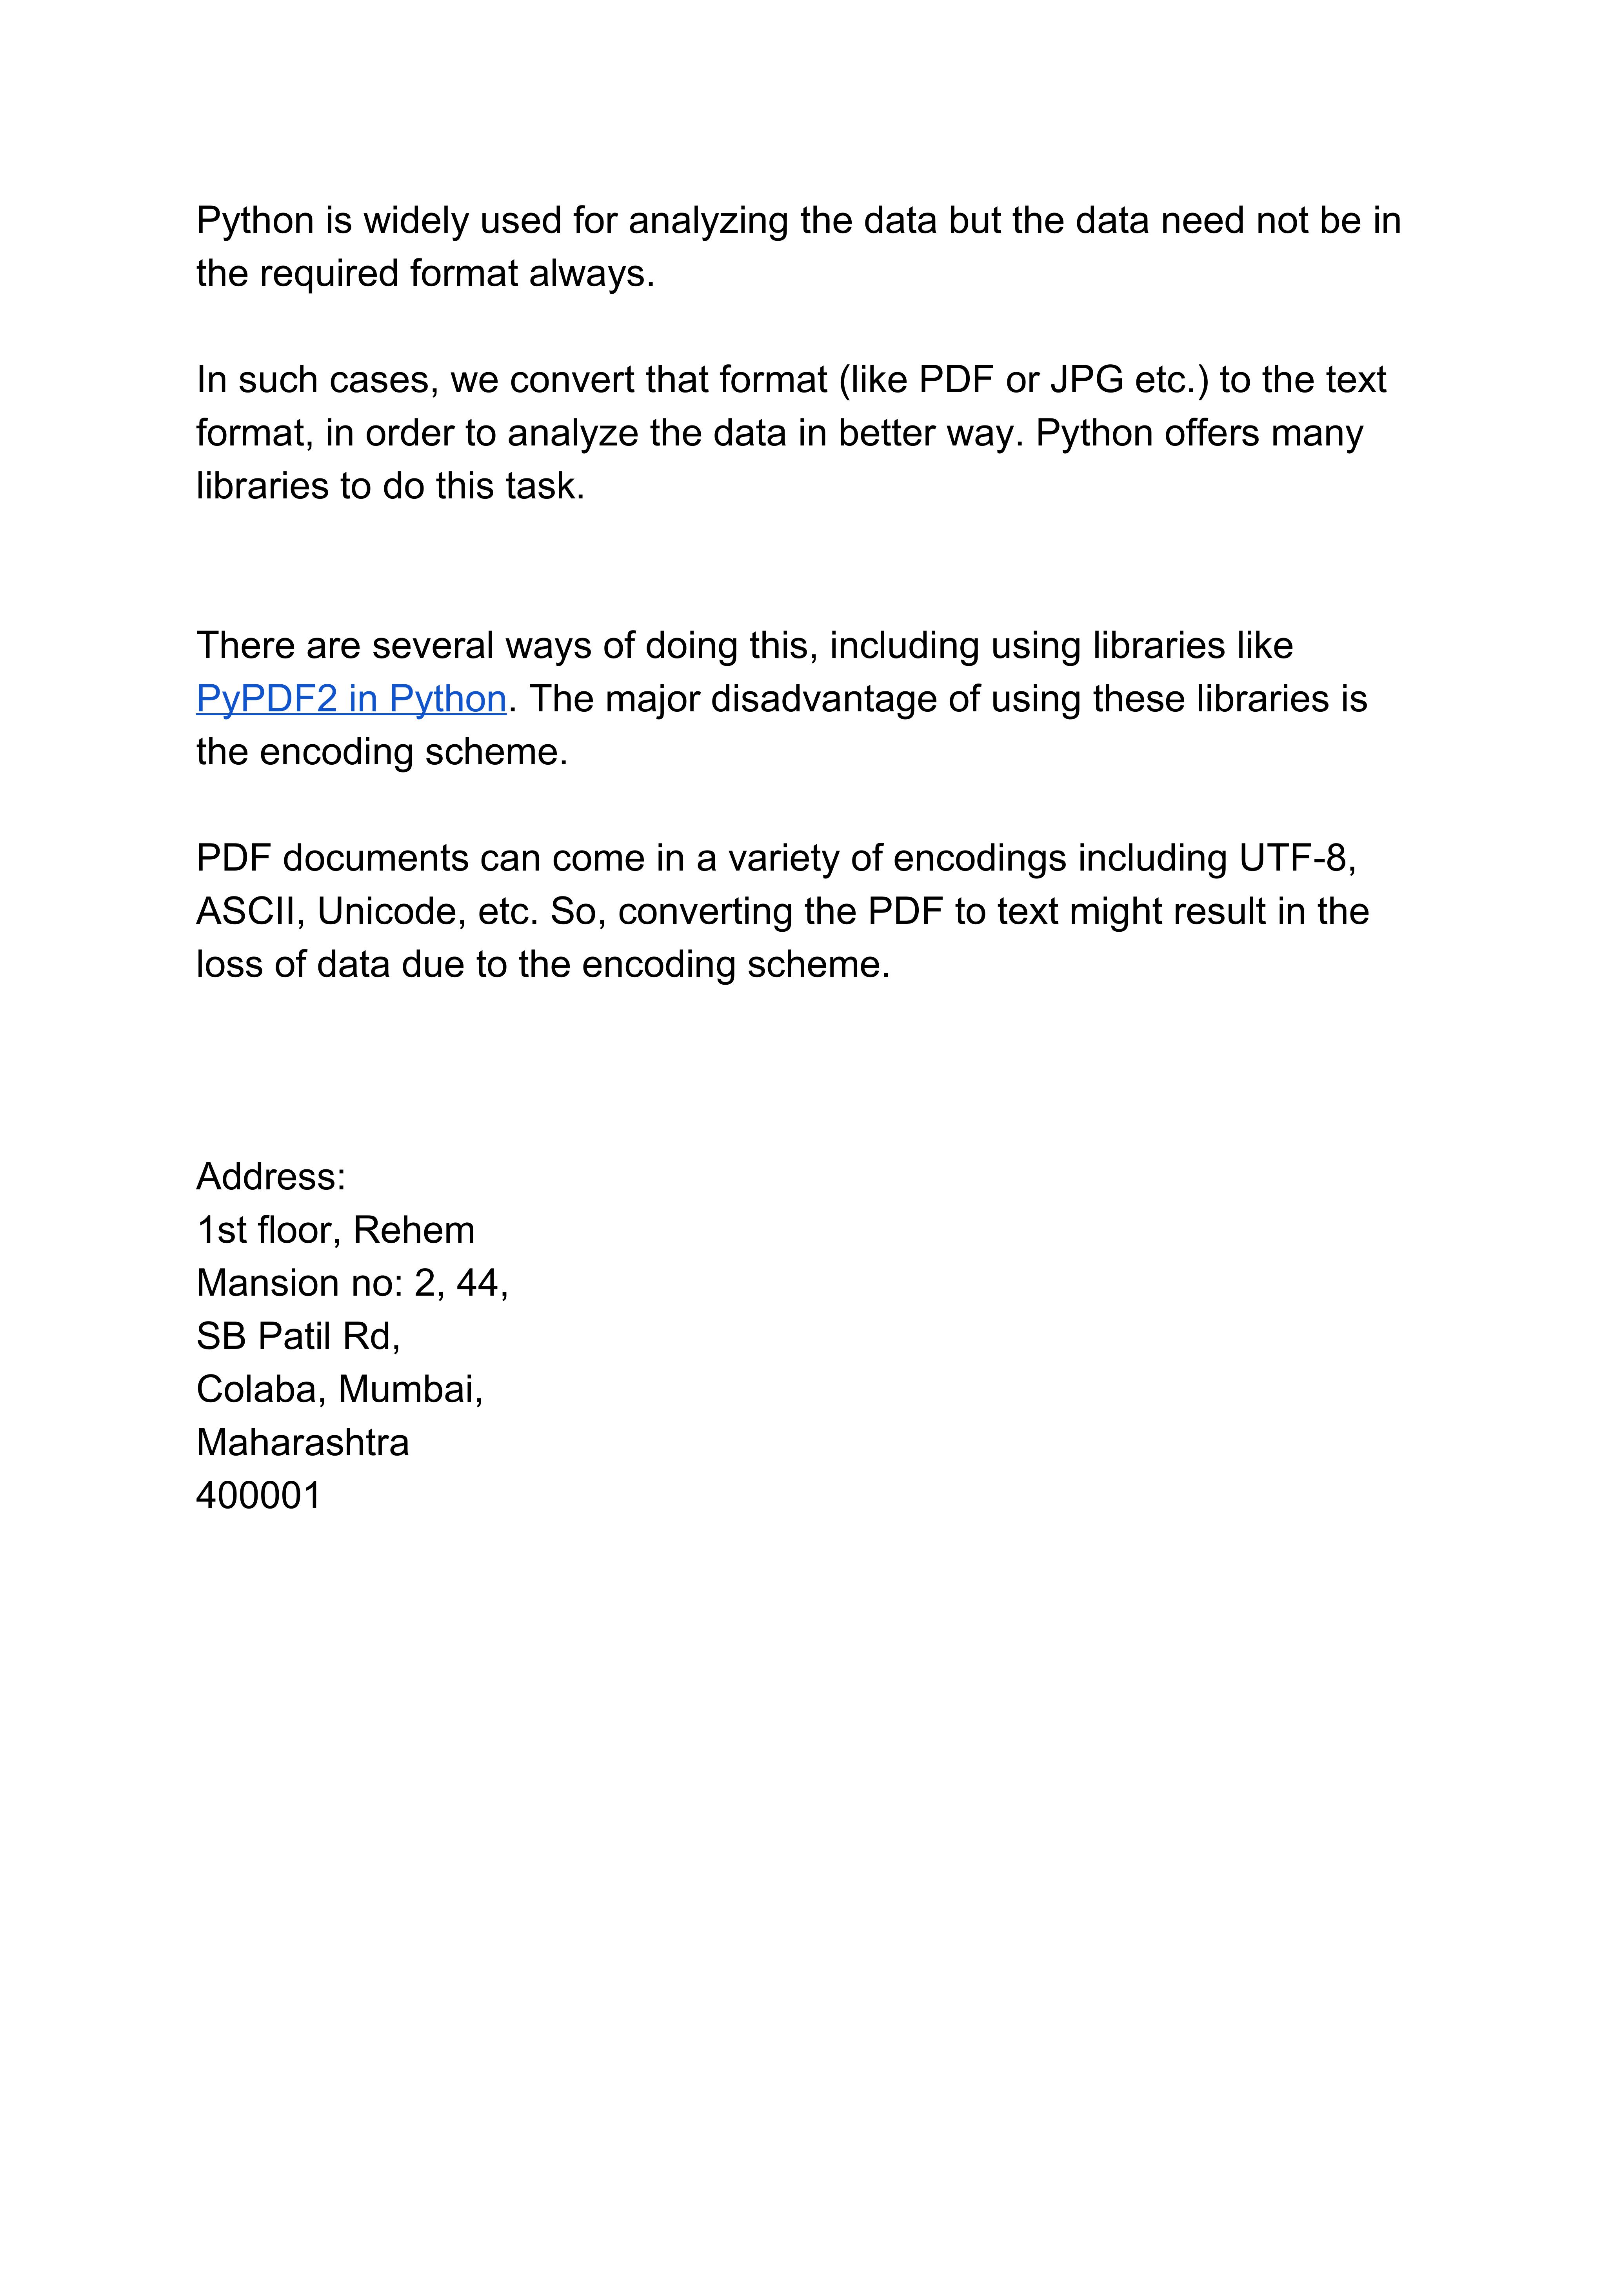 Python is widely used for analyzing the data but the data need not be in
the required format always.
In such cases, we convert that format (like PDF or JPG etc.) to the text
format, in order to analyze the data in better way. Python offers many
libraries to do this task.
There are several ways of doing this, including using libraries like
PyPDF2 in Python. The major disadvantage of using these libraries is
the encoding scheme.
PDF documents can come in a variety of encodings including UTF-8,
ASCII, Unicode, etc. So, converting the PDF to text might result in the
loss of data due to the encoding scheme.
Address:
1st floor, Rehem
Mansion no: 2, 44,
SB Patil Rd,
Colaba, Mumbai,
Maharashtra
400001